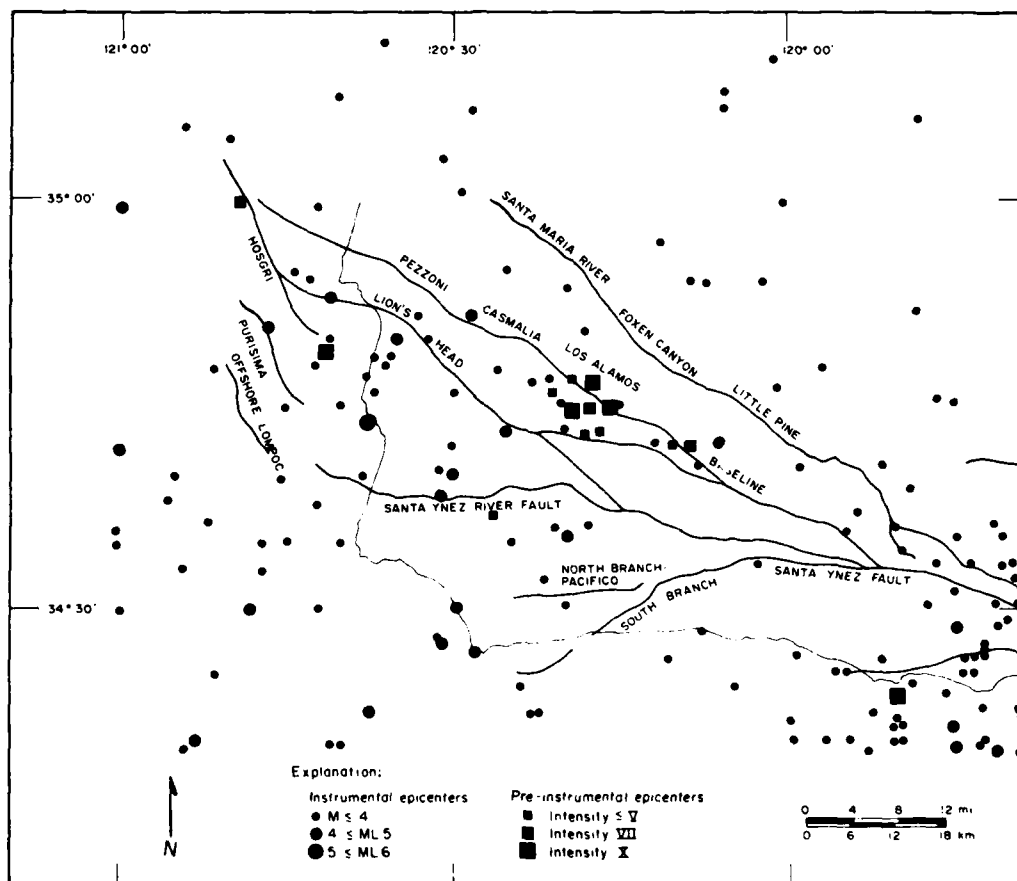 121° 00'
120° 30'
120° 00'
35° 00'
34° 30'
HOSGRI
PURISIMA
OFFSHORE LOMPOC
PEZZONI
CASMALIA
LION'S
HEAD
LOS ALAMOS
BASELINE
SANTA MARIA RIVER
FOXEN CANYON
LITTLE PINE
SANTA YNEZ RIVER FAULT
NORTH BRANCH-
PACIFICO
SOUTH BRANCH
SANTA YNEZ FAULT
Explanation:
Instrumental epicenters
M ≤ 4
4 ≤ ML 5
5 ≤ ML 6
Pre-instrumental epicenters
Intensity ≤ V
Intensity VII
Intensity X
N
0 4 8 12 mi
0 6 12 18 km